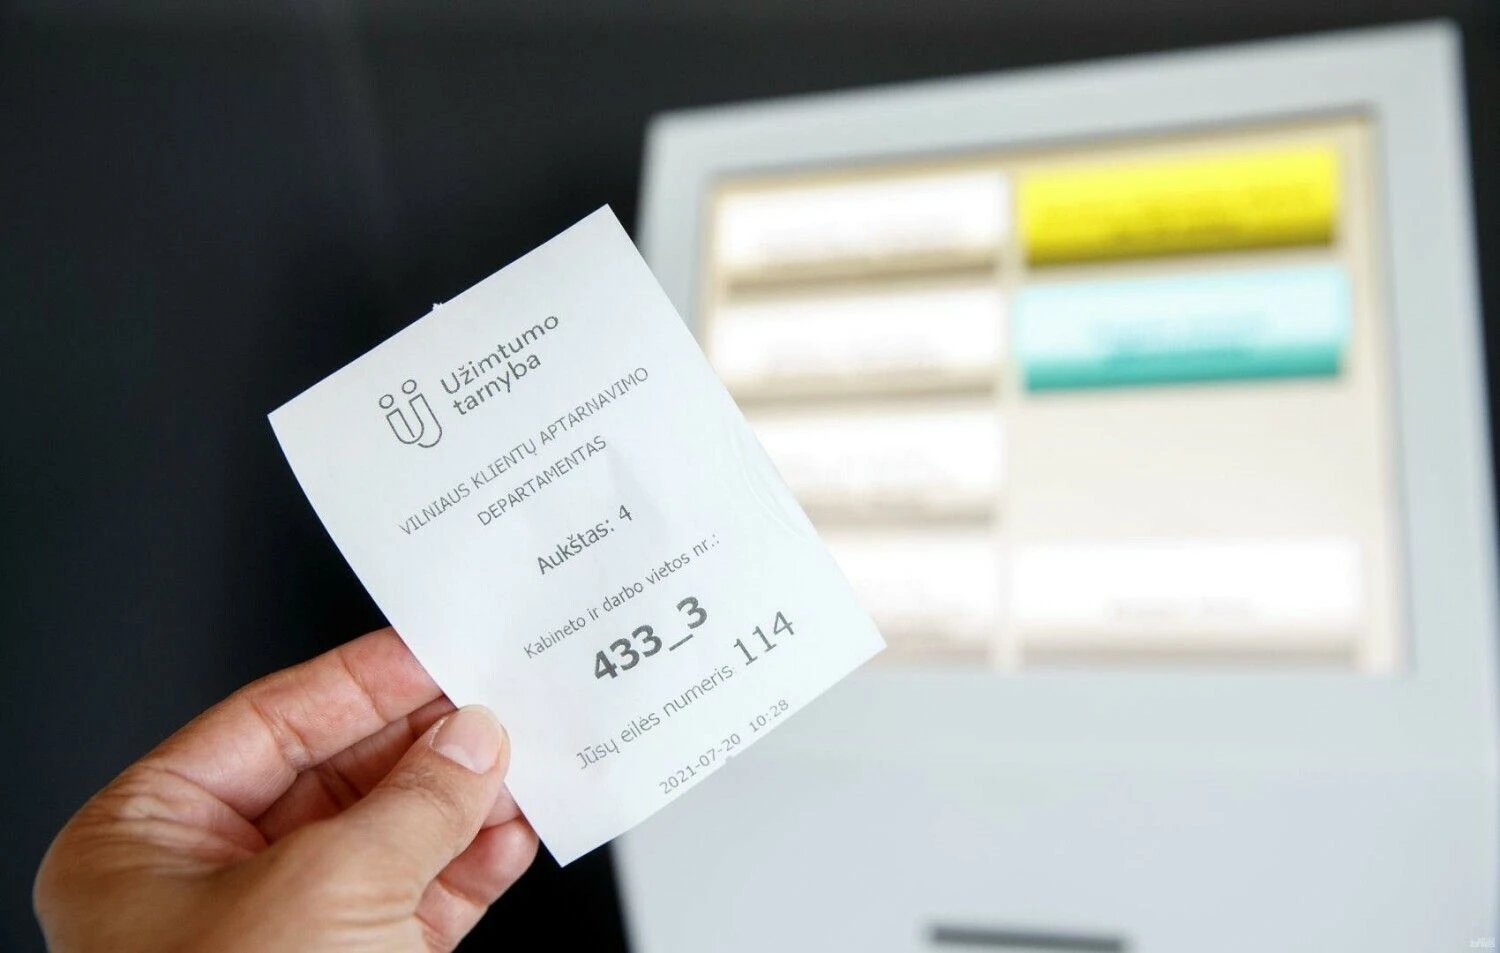 Užimtumo
tarnyba
VILNIAUS KLIENTŲ APTARNAVIMO
DEPARTAMENTAS
Aukštas: 4
Kabineto ir darbo vietos nr.:
433_3
Jūsų eilės numeris: 114
2021-07-20 10:28